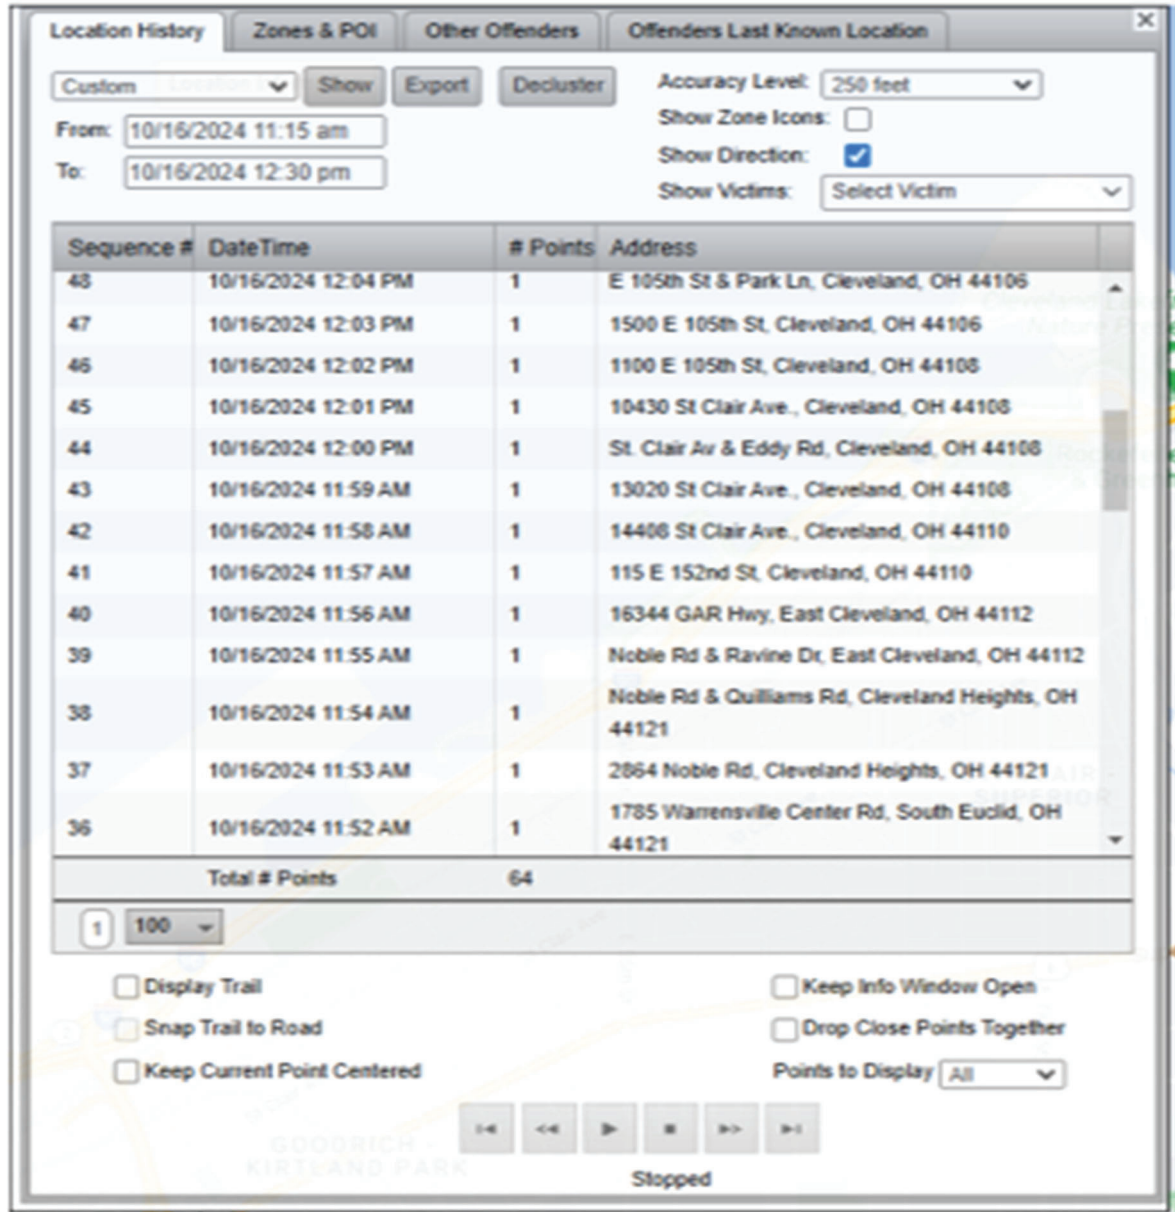 Location History Zones & POI Other Offenders Offenders Last Known Location
Custom Show Export Decluster Accuracy Level: 250 feet
Show Zone Icons:
From: 10/16/2024 11:15 am
Show Direction:
To: 10/16/2024 12:30 pm
Show Victims: Select Victim
Sequence # DateTime # Points Address
48 10/16/2024 12:04 PM 1 E 105th St & Park Ln, Cleveland, OH 44106
47 10/16/2024 12:03 PM 1 1500 E 105th St, Cleveland, OH 44106
46 10/16/2024 12:02 PM 1 1100 E 105th St, Cleveland, OH 44108
45 10/16/2024 12:01 PM 1 10430 St Clair Ave., Cleveland, OH 44108
44 10/16/2024 12:00 PM 1 St. Clair Av & Eddy Rd, Cleveland, OH 44108
43 10/16/2024 11:59 AM 1 13020 St Clair Ave., Cleveland, OH 44108
42 10/16/2024 11:58 AM 1 14408 St Clair Ave., Cleveland, OH 44110
41 10/16/2024 11:57 AM 1 115 E 152nd St, Cleveland, OH 44110
40 10/16/2024 11:56 AM 1 16344 GAR Hwy, East Cleveland, OH 44112
39 10/16/2024 11:55 AM 1 Noble Rd & Ravine Dr, East Cleveland, OH 44112
38 10/16/2024 11:54 AM 1 Noble Rd & Quilliams Rd, Cleveland Heights, OH
44121
37 10/16/2024 11:53 AM 1 2864 Noble Rd, Cleveland Heights, OH 44121
36 10/16/2024 11:52 AM 1 1785 Warrensville Center Rd, South Euclid, OH
44121
SUPERIOR
Total # Points 64
1 100
Display Trail Keep Info Window Open
Snap Trail to Road Drop Close Points Together
Keep Current Point Centered Points to Display All
GOODRICH -
KIRTLAND PARK
Stopped